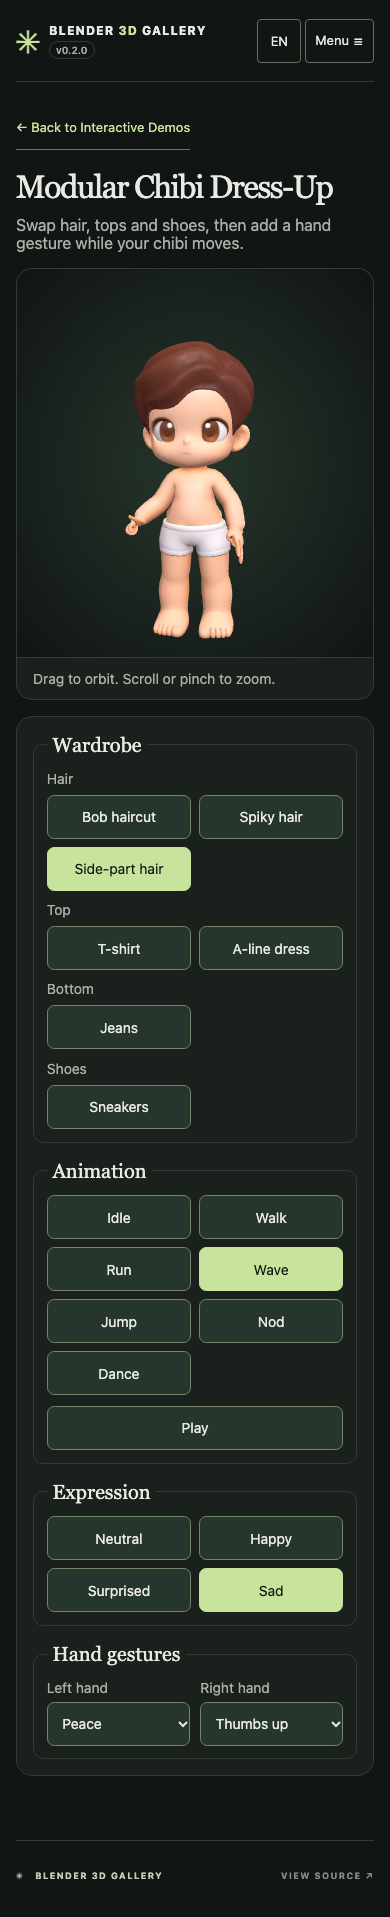 BLENDER 3D GALLERY
v0.2.0
EN
Menu ≡
← Back to Interactive Demos
Modular Chibi Dress-Up
Swap hair, tops and shoes, then add a hand
gesture while your chibi moves.
Drag to orbit. Scroll or pinch to zoom.
Wardrobe
Hair
Bob haircut
Spiky hair
Side-part hair
Top
T-shirt
A-line dress
Bottom
Jeans
Shoes
Sneakers
Animation
Idle
Walk
Run
Wave
Jump
Nod
Dance
Play
Expression
Neutral
Happy
Surprised
Sad
Hand gestures
Left hand
Right hand
Peace
Thumbs up
BLENDER 3D GALLERY
VIEW SOURCE ↗